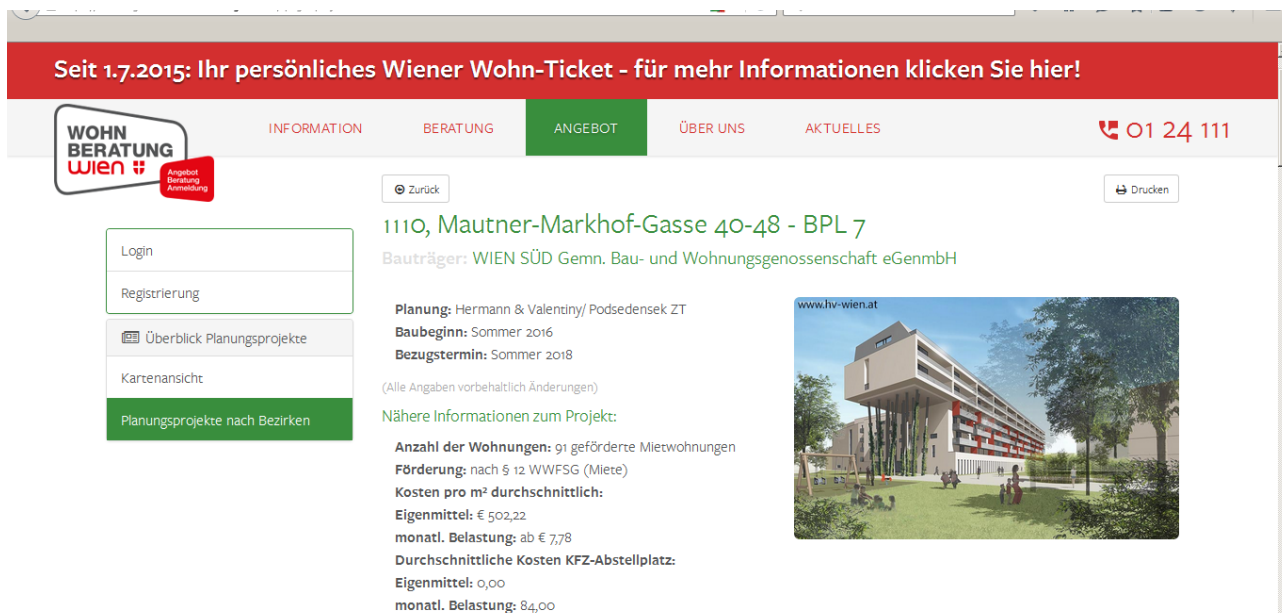 Seit 1.7.2015: Ihr persönliches Wiener Wohn-Ticket - für mehr Informationen klicken Sie hier!
WOHN
BERATUNG
wien
Angebot
Beratung
Anmeldung
INFORMATION
BERATUNG
ANGEBOT
ÜBER UNS
AKTUELLES
01 24 111
Zurück
Drucken
Login
Registrierung
Überblick Planungsprojekte
Kartenansicht
Planungsprojekte nach Bezirken
1110, Mautner-Markhof-Gasse 40-48 - BPL 7
Bauträger: WIEN SÜD Gemn. Bau- und Wohnungsgenossenschaft eGenmbH
Planung: Hermann & Valentiny/ Podsedensek ZT
Baubeginn: Sommer 2016
Bezugstermin: Sommer 2018
(Alle Angaben vorbehaltlich Änderungen)
Nähere Informationen zum Projekt:
Anzahl der Wohnungen: 91 geförderte Mietwohnungen
Förderung: nach § 12 WWFSG (Miete)
Kosten pro m² durchschnittlich:
Eigenmittel: € 502,22
monatl. Belastung: ab € 7,78
Durchschnittliche Kosten KFZ-Abstellplatz:
Eigenmittel: 0,00
monatl. Belastung: 84,00
www.hv-wien.at